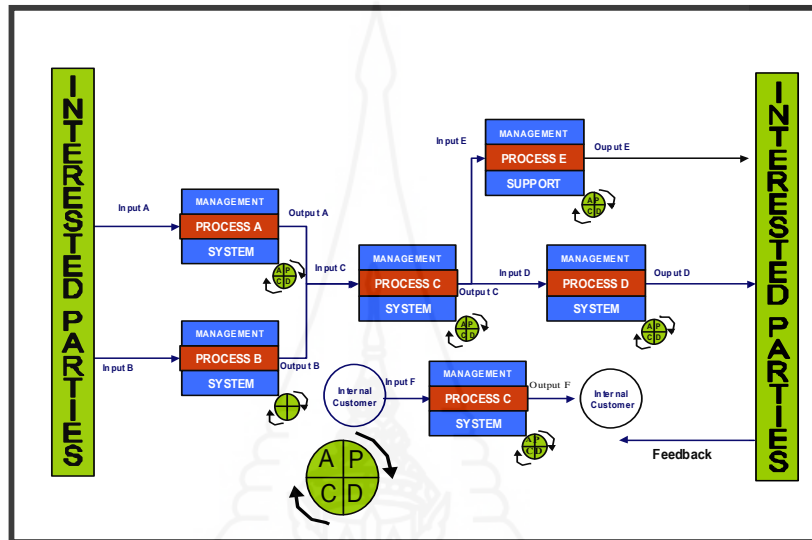 INTERESTED PARTIES
Input A
MANAGEMENT
PROCESS A
SYSTEM
Output A
A P
C D
Input B
MANAGEMENT
PROCESS B
SYSTEM
Output B
Input C
MANAGEMENT
PROCESS C
SYSTEM
Output C
A P
C D
Input E
MANAGEMENT
PROCESS E
SUPPORT
Ouput E
A P
C D
Input D
MANAGEMENT
PROCESS D
SYSTEM
Ouput D
A P
C D
Internal
Customer
Input F
MANAGEMENT
PROCESS C
SYSTEM
Output F
A P
C D
Internal
Customer
Feedback
A P
C D
INTERESTED PARTIES